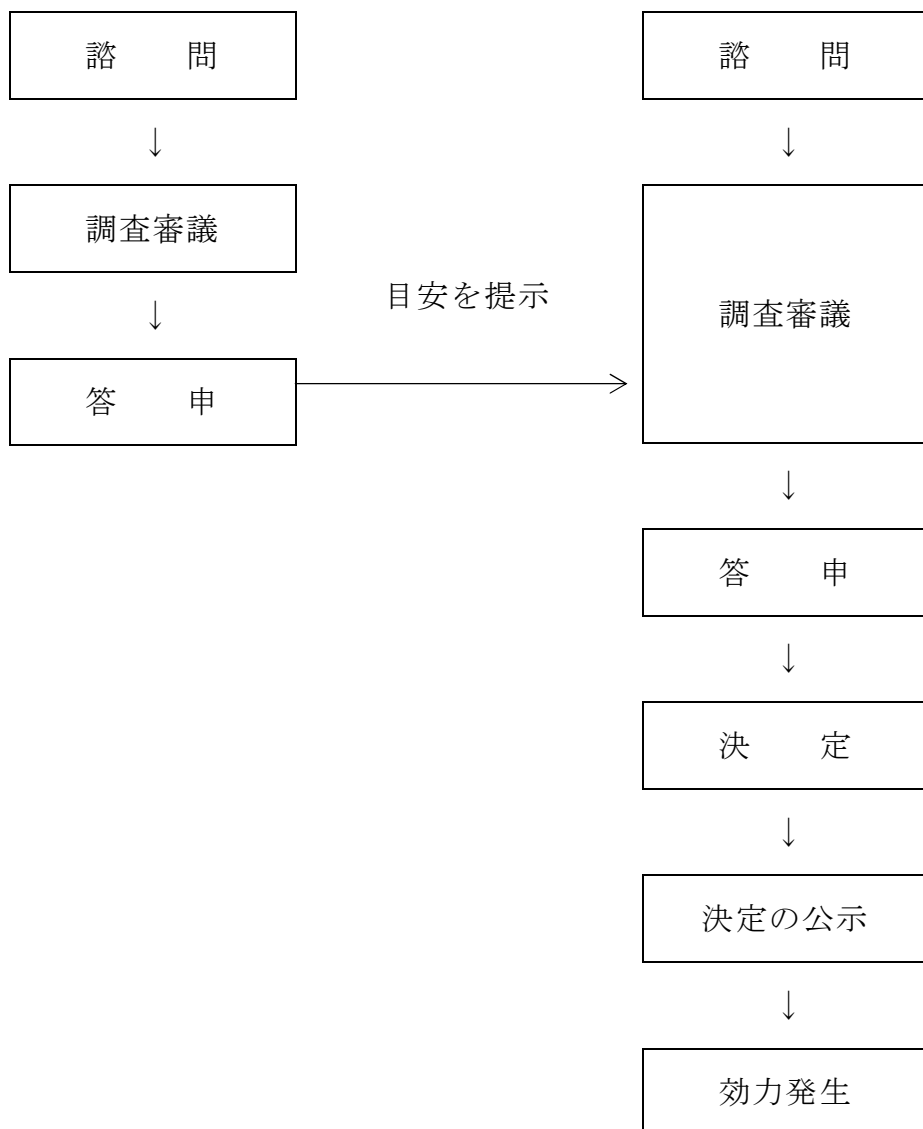 諮　　問
↓
調査審議
↓
答　　申
目安を提示
諮　　問
↓
調査審議
↓
答　　申
↓
決　　定
↓
決定の公示
↓
効力発生